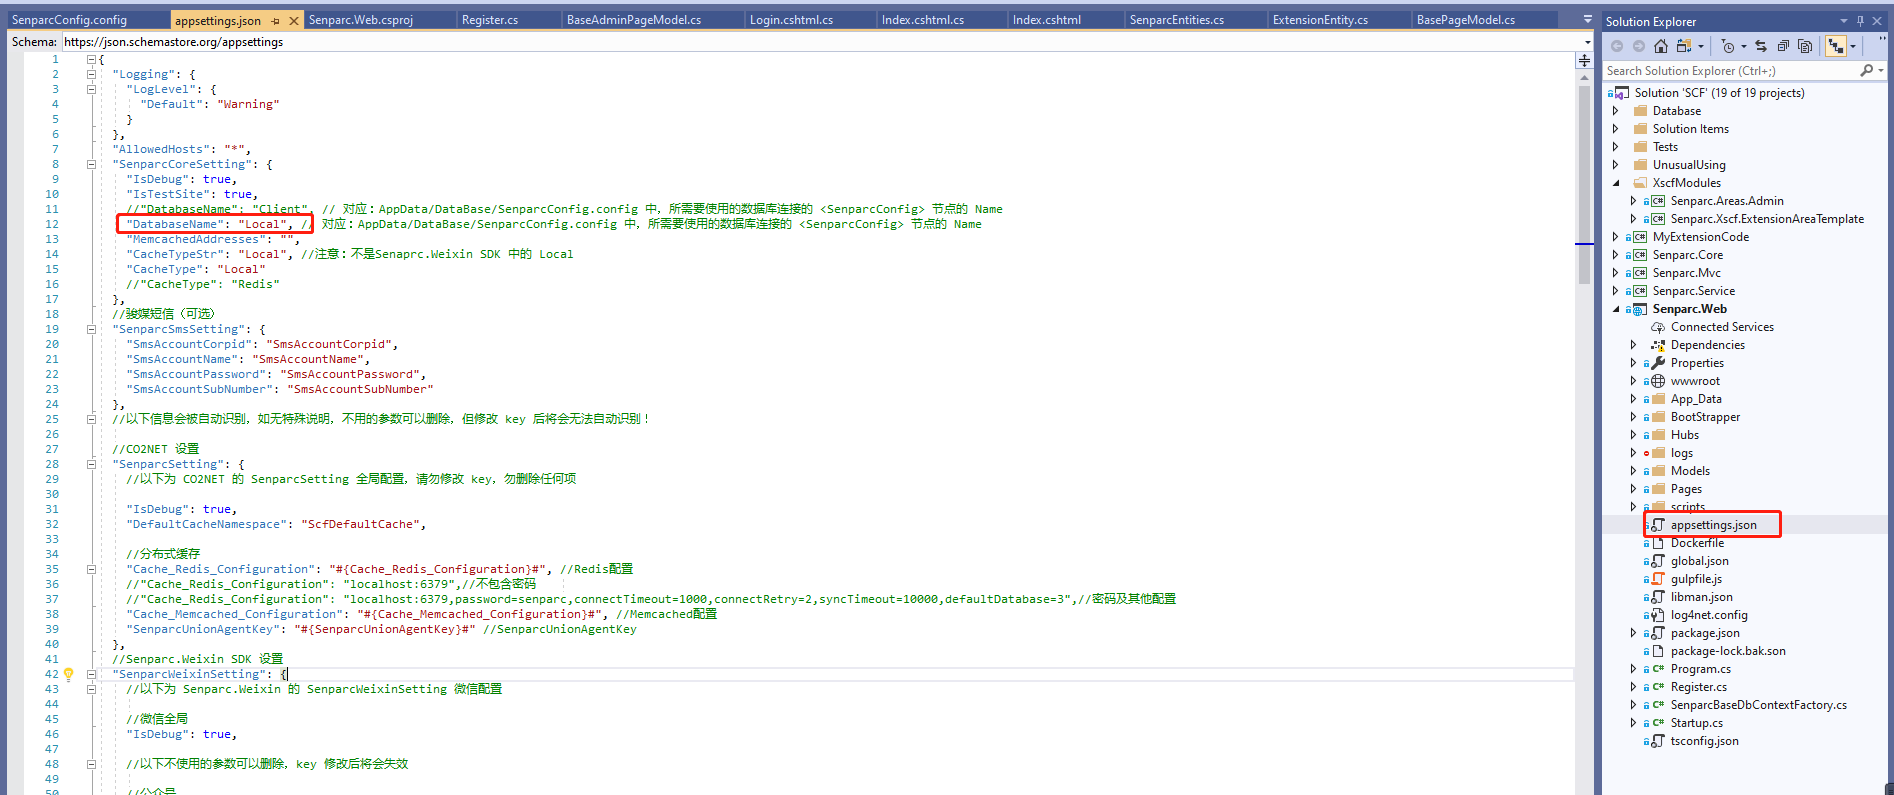 SenparcConfig.config
appsettings.json
Senparc.Web.csproj
Register.cs
BaseAdminPageModel.cs
Login.cshtml.cs
Index.cshtml.cs
Index.cshtml
SenparcEntities.cs
ExtensionEntity.cs
BasePageModel.cs
Schema: https://json.schemastore.org/appsettings
1 {
2 "Logging": {
3 "LogLevel": {
4 "Default": "Warning"
5 }
6 },
7 "AllowedHosts": "*",
8 "SenparcCoreSetting": {
9 "IsDebug": true,
10 "IsTestSite": true,
11 //"DatabaseName": "Client", // 对应：AppData/DataBase/SenparcConfig.config 中，所需要使用的数据库连接的 <SenparcConfig> 节点的 Name
12 "DatabaseName": "Local", // 对应：AppData/DataBase/SenparcConfig.config 中，所需要使用的数据库连接的 <SenparcConfig> 节点的 Name
13 "MemcachedAddresses": "",
14 "CacheTypeStr": "Local", //注意：不是Senaprc.Weixin SDK 中的 Local
15 "CacheType": "Local"
16 //"CacheType": "Redis"
17 },
18 //骏媒短信（可选）
19 "SenparcSmsSetting": {
20 "SmsAccountCorpid": "SmsAccountCorpid",
21 "SmsAccountName": "SmsAccountName",
22 "SmsAccountPassword": "SmsAccountPassword",
23 "SmsAccountSubNumber": "SmsAccountSubNumber"
24 },
25 //以下信息会被自动识别，如无特殊说明，不用的参数可以删除，但修改 key 后将会无法自动识别！
26
27 //CO2NET 设置
28 "SenparcSetting": {
29 //以下为 CO2NET 的 SenparcSetting 全局配置，请勿修改 key，勿删除任何项
30
31 "IsDebug": true,
32 "DefaultCacheNamespace": "ScfDefaultCache",
33
34 //分布式缓存
35 "Cache_Redis_Configuration": "#{Cache_Redis_Configuration}#", //Redis配置
36 //"Cache_Redis_Configuration": "localhost:6379",//不包含密码
37 //"Cache_Redis_Configuration": "localhost:6379,password=senparc,connectTimeout=1000,connectRetry=2,syncTimeout=10000,defaultDatabase=3",//密码及其他配置
38 "Cache_Memcached_Configuration": "#{Cache_Memcached_Configuration}#", //Memcached配置
39 "SenparcUnionAgentKey": "#{SenparcUnionAgentKey}#" //SenparcUnionAgentKey
40 },
41 //Senparc.Weixin SDK 设置
42 "SenparcWeixinSetting": {
43 //以下为 Senparc.Weixin 的 SenparcWeixinSetting 微信配置
44
45 //微信全局
46 "IsDebug": true,
47
48 //以下不使用的参数可以删除，key 修改后将会失效
49
50 //公众号
Solution Explorer
Search Solution Explorer (Ctrl+;)
Solution 'SCF' (19 of 19 projects)
Database
Solution Items
Tests
UnusualUsing
XscfModules
Senparc.Areas.Admin
Senparc.Xscf.ExtensionAreaTemplate
MyExtensionCode
Senparc.Core
Senparc.Mvc
Senparc.Service
Senparc.Web
Connected Services
Dependencies
Properties
wwwroot
App_Data
BootStrapper
Hubs
logs
Models
Pages
scripts
appsettings.json
Dockerfile
global.json
gulpfile.js
libman.json
log4net.config
package.json
package-lock.bak.son
C# Program.cs
C# Register.cs
C# SenparcBaseDbContextFactory.cs
C# Startup.cs
tsconfig.json